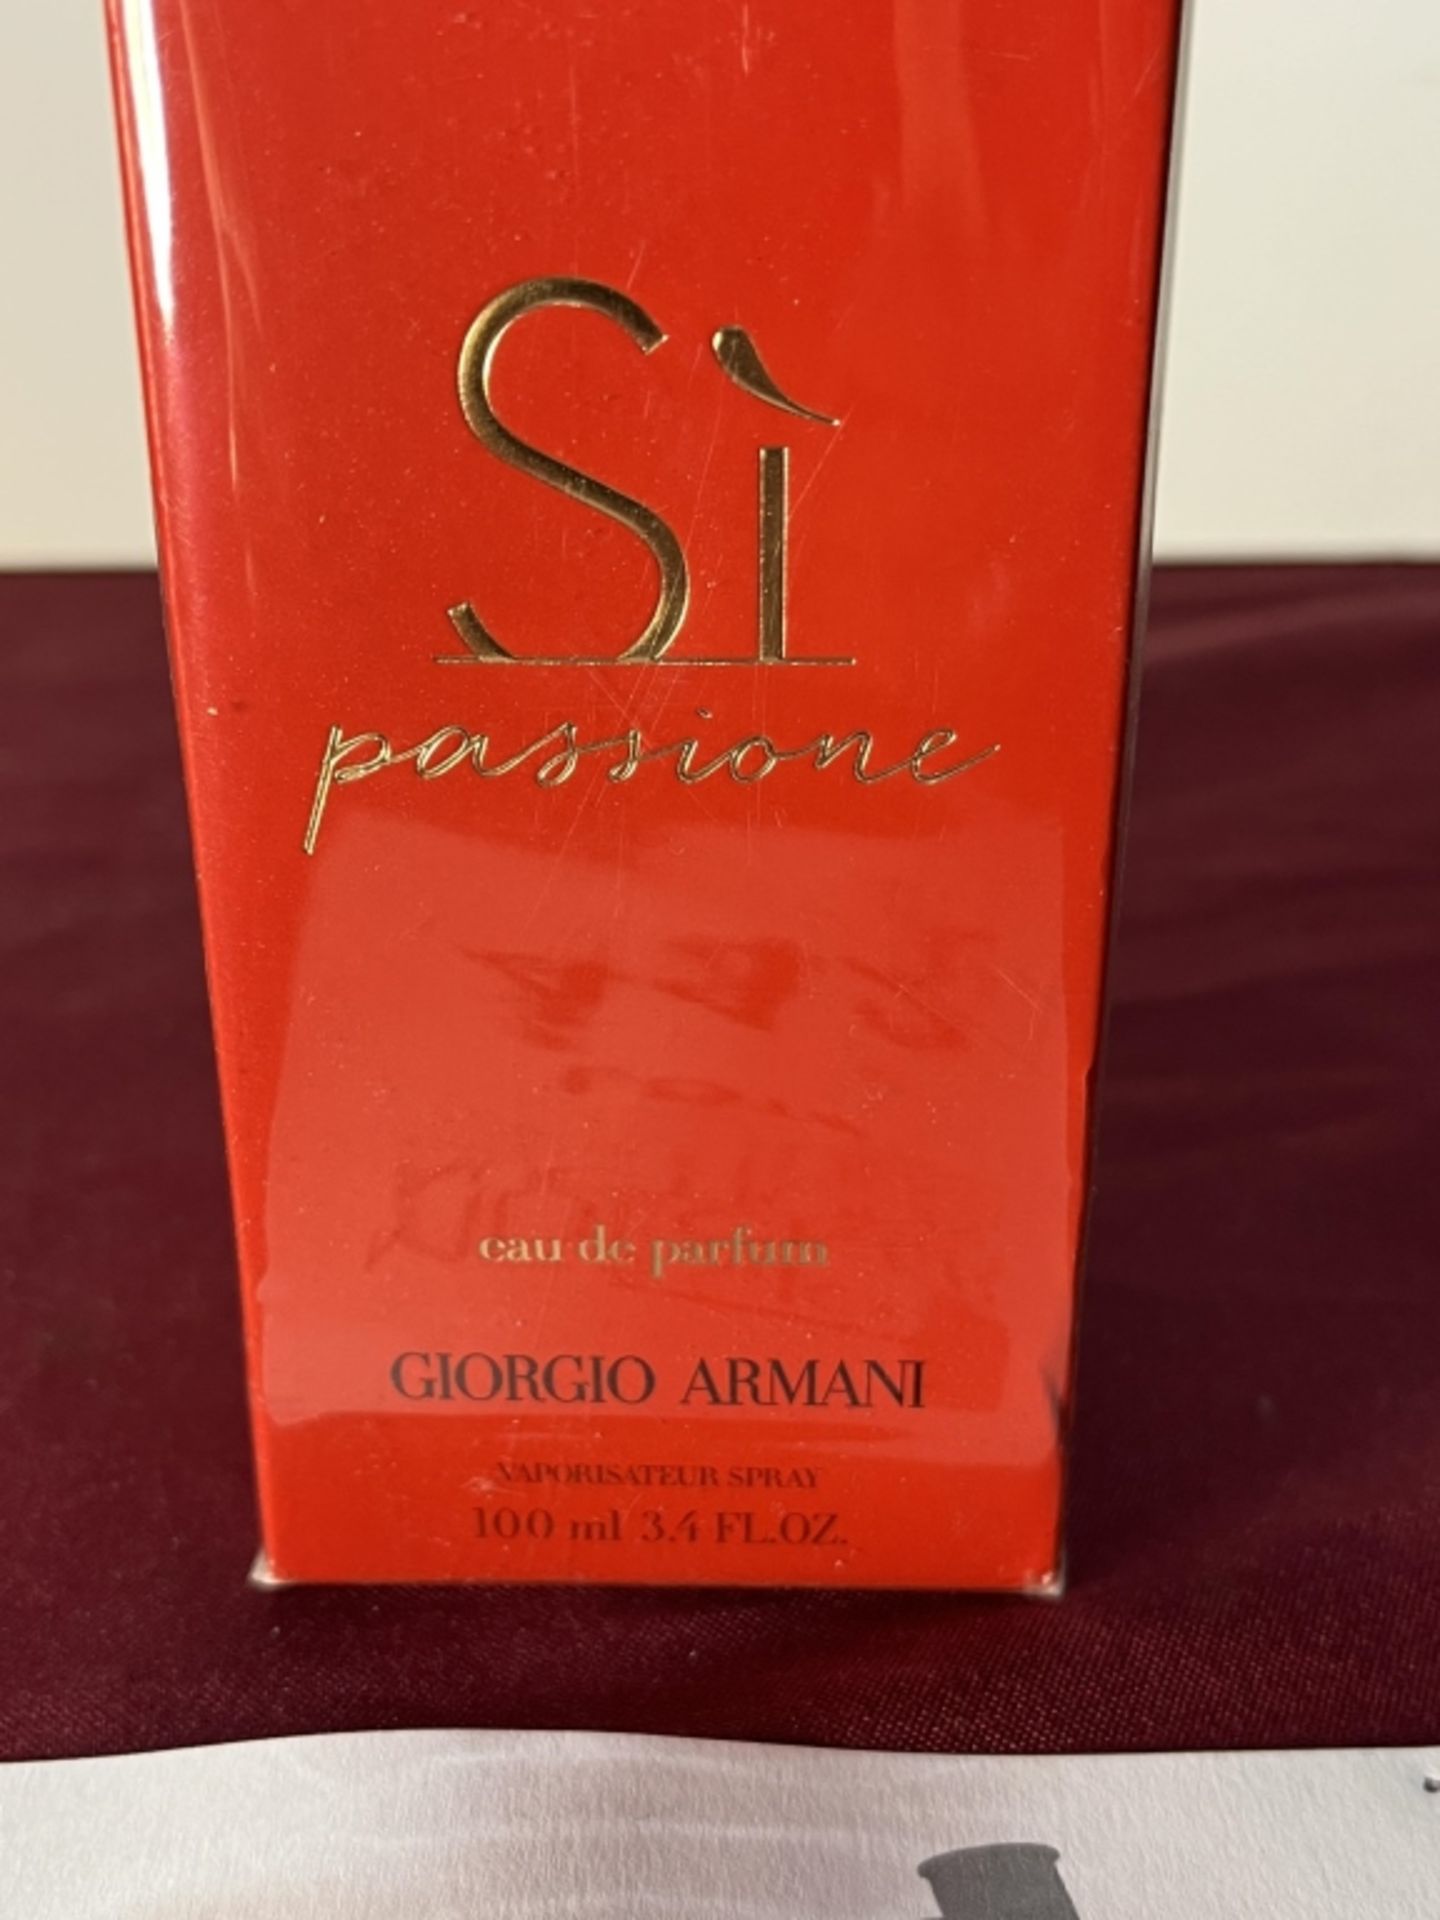 Sì
passione
eau de parfum
GIORGIO ARMANI
VAPORISATEUR SPRAY
100 ml 3.4 FL.OZ.